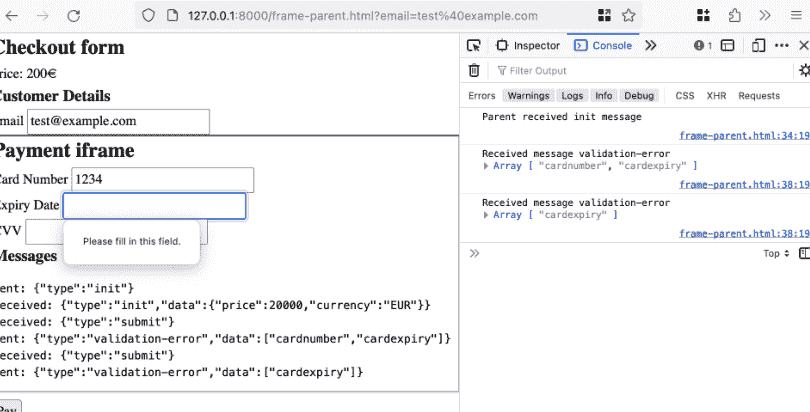 127.0.0.1:8000/frame-parent.html?email=test%40example.com
Checkout form
rice: 200€
Customer Details
mail test@example.com
Payment iframe
Card Number 1234
Expiry Date
CVV
Please fill in this field.
Messages
ent: {"type":"init"}
eceived: {"type":"init","data":{"price":20000,"currency":"EUR"}}
eceived: {"type":"submit"}
ent: {"type":"validation-error","data":["cardnumber","cardexpiry"]}
eceived: {"type":"submit"}
ent: {"type":"validation-error","data":["cardexpiry"]}
Pay
Inspector Console 1
Filter Output
Errors Warnings Logs Info Debug CSS XHR Requests
Parent received init message
frame-parent.html:34:19
Received message validation-error
Array [ "cardnumber", "cardexpiry" ]
frame-parent.html:38:19
Received message validation-error
Array [ "cardexpiry" ]
frame-parent.html:38:19
Top